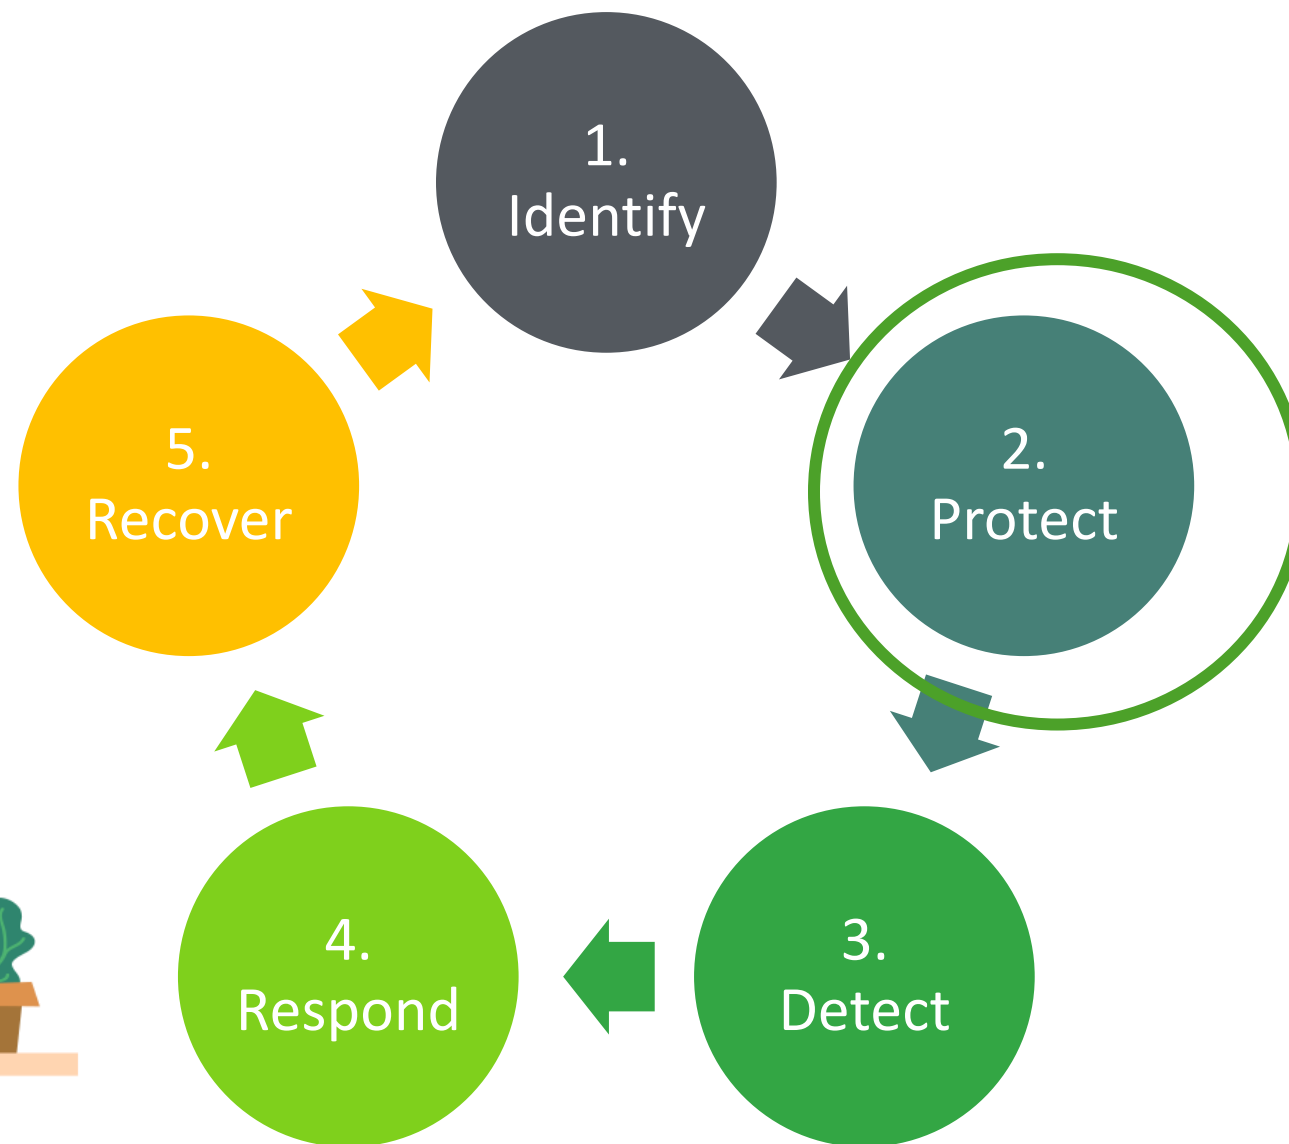 1.
Identify
2.
Protect
3.
Detect
4.
Respond
5.
Recover